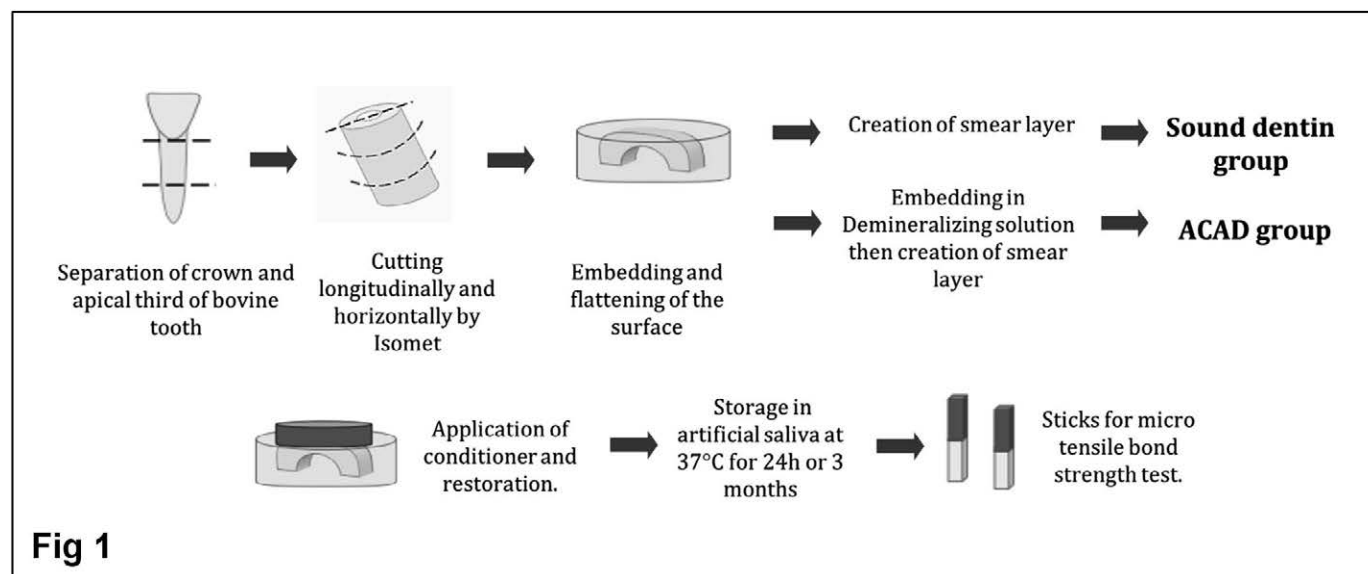 Separation of crown and
apical third of bovine
tooth
Cutting
longitudinally and
horizontally by
Isomet
Embedding and
flattening of the
surface
Creation of smear layer
Sound dentin
group
Embedding in
Demineralizing solution
then creation of smear
layer
ACAD group
Application of
conditioner and
restoration.
Storage in
artificial saliva at
37°C for 24h or 3
months
Sticks for micro
tensile bond
strength test.
Fig 1